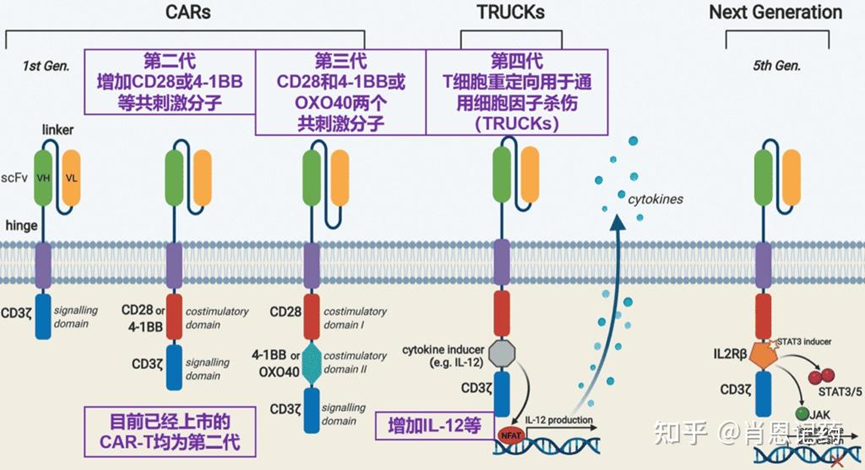 CARs
TRUCKs
Next Generation
1st Gen.
第二代
增加CD28或4-1BB
等共刺激分子
第三代
CD28和4-1BB或
OXO40两个
共刺激分子
第四代
T细胞重定向用于通
用细胞因子杀伤
（TRUCKs）
5th Gen.
linker
scFv
VH
VL
hinge
cytokines
CD3ζ
signalling
domain
CD28 or
4-1BB
costimulatory
domain
CD3ζ
signalling
domain
CD28
costimulatory
domain I
4-1BB or
OXO40
costimulatory
domain II
CD3ζ
signalling
domain
cytokine inducer
(e.g. IL-12)
CD3ζ
NFAT
IL-12 production
IL2Rβ
STAT3 inducer
CD3ζ
STAT3/5
JAK
目前已经上市的
CAR-T均为第二代
增加IL-12等
知乎 @肖恩